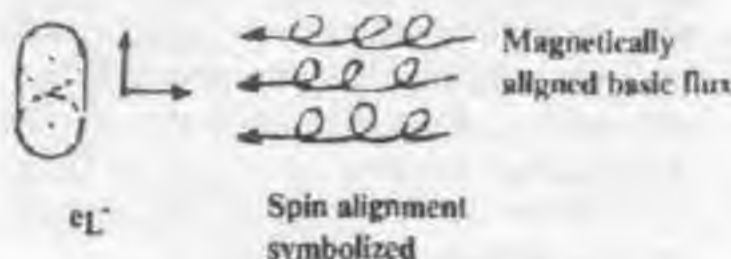 Magnetically
aligned basic flux
eL-
Spin alignment
symbolized